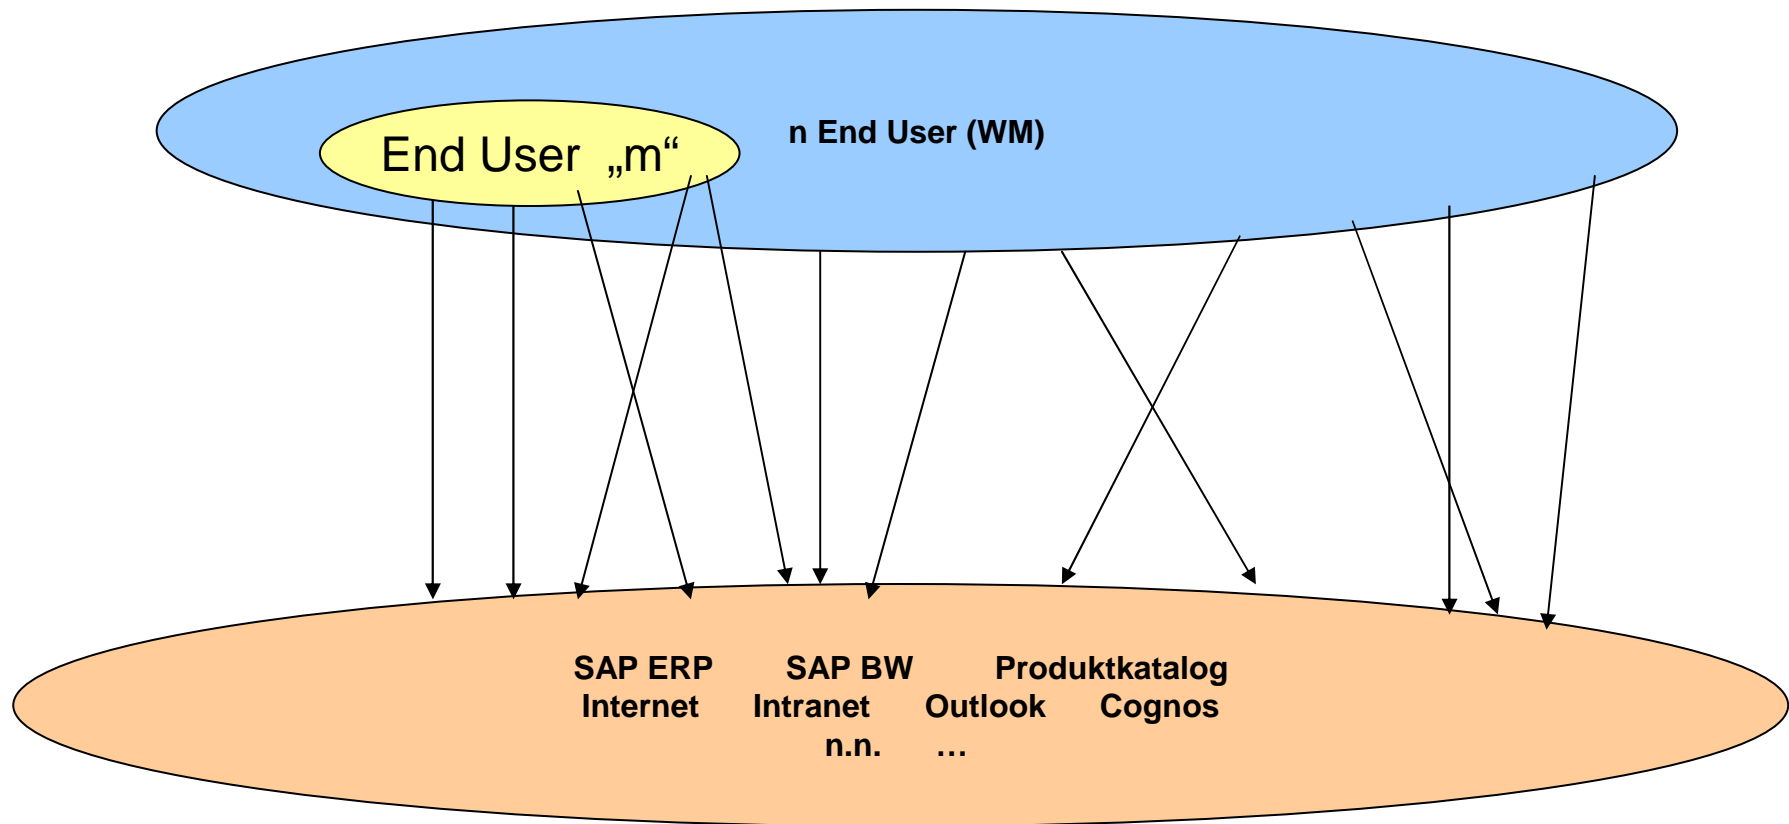 n End User (WM)
End User „m“
SAP ERP SAP BW Produktkatalog
Internet Intranet Outlook Cognos
n.n. …